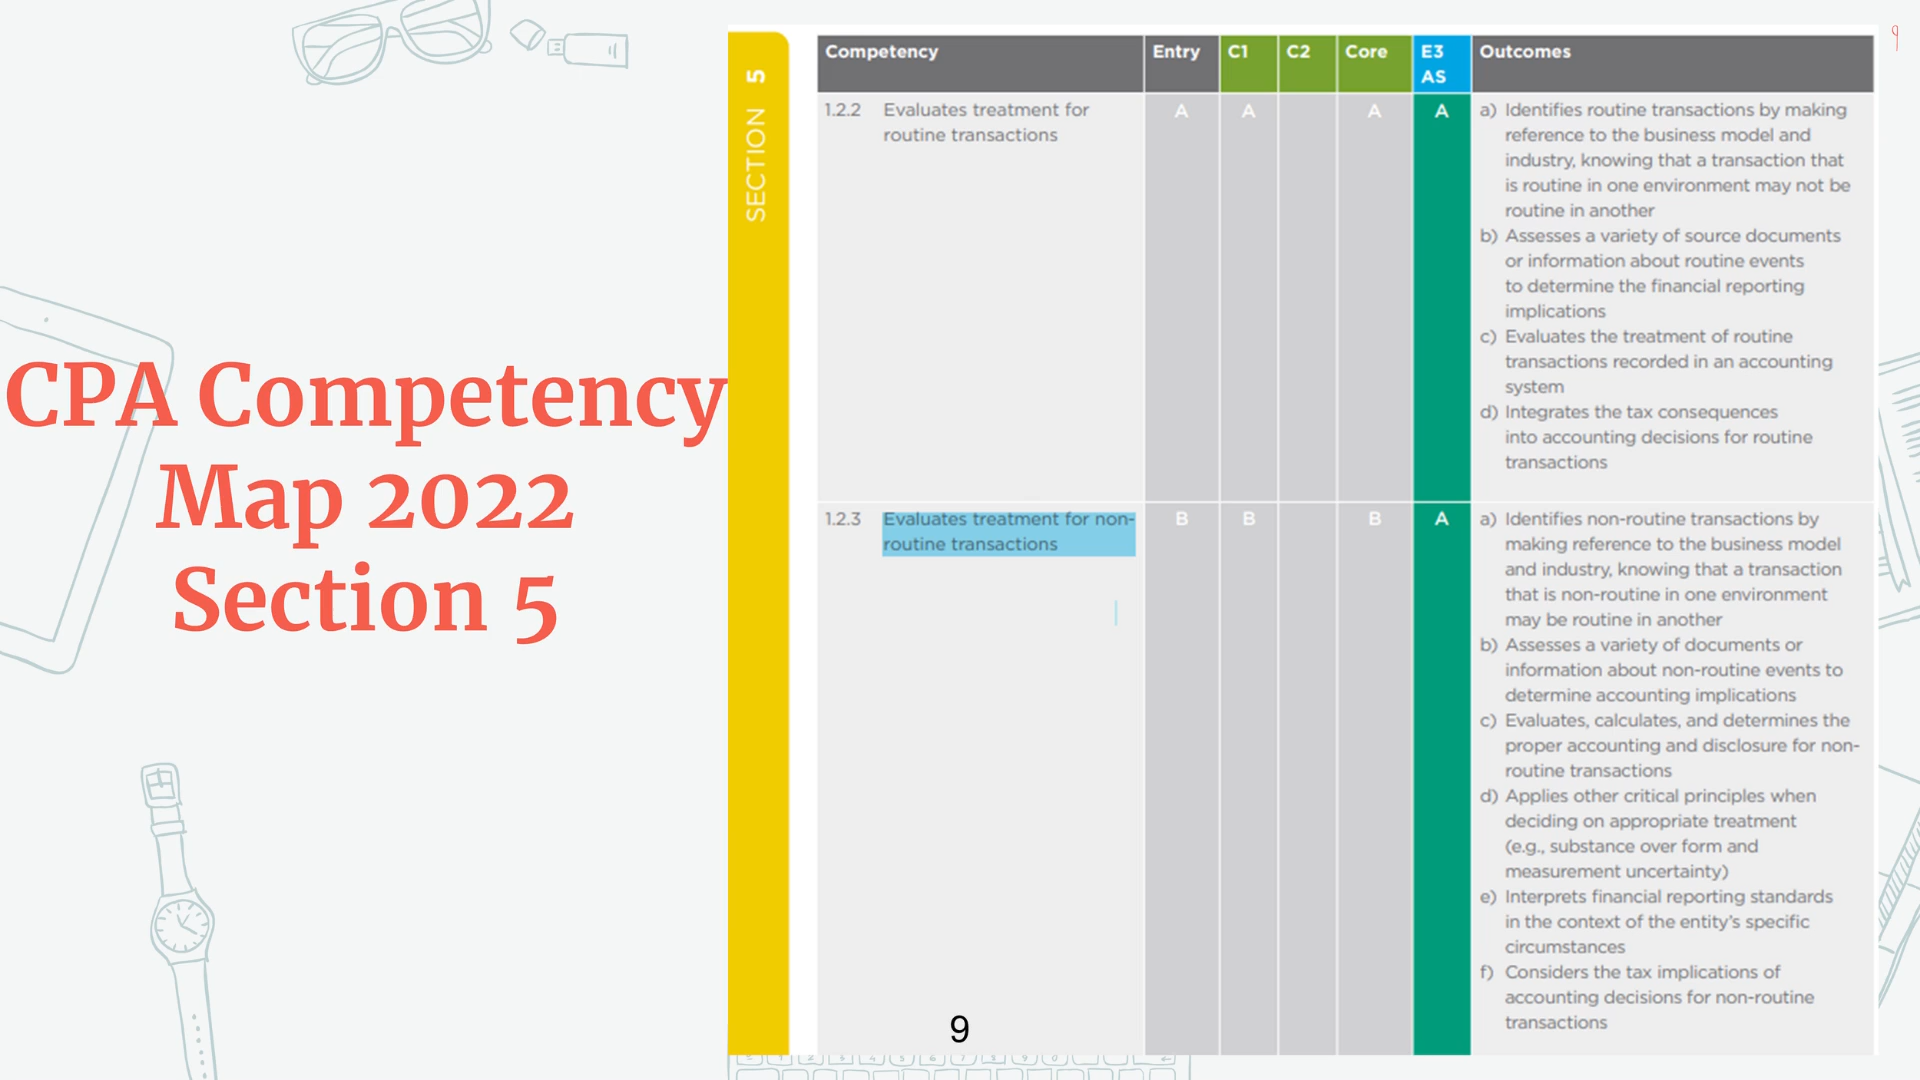 9
CPA Competency
Map 2022
Section 5
SECTION 5
Competency Entry C1 C2 Core E3 AS Outcomes
1.2.2 Evaluates treatment for
routine transactions
A A A A
a) Identifies routine transactions by making
reference to the business model and
industry, knowing that a transaction that
is routine in one environment may not be
routine in another
b) Assesses a variety of source documents
or information about routine events
to determine the financial reporting
implications
c) Evaluates the treatment of routine
transactions recorded in an accounting
system
d) Integrates the tax consequences
into accounting decisions for routine
transactions
1.2.3 Evaluates treatment for non-
routine transactions
B B B A
a) Identifies non-routine transactions by
making reference to the business model
and industry, knowing that a transaction
that is non-routine in one environment
may be routine in another
b) Assesses a variety of documents or
information about non-routine events to
determine accounting implications
c) Evaluates, calculates, and determines the
proper accounting and disclosure for non-
routine transactions
d) Applies other critical principles when
deciding on appropriate treatment
(e.g., substance over form and
measurement uncertainty)
e) Interprets financial reporting standards
in the context of the entity's specific
circumstances
f) Considers the tax implications of
accounting decisions for non-routine
transactions
9